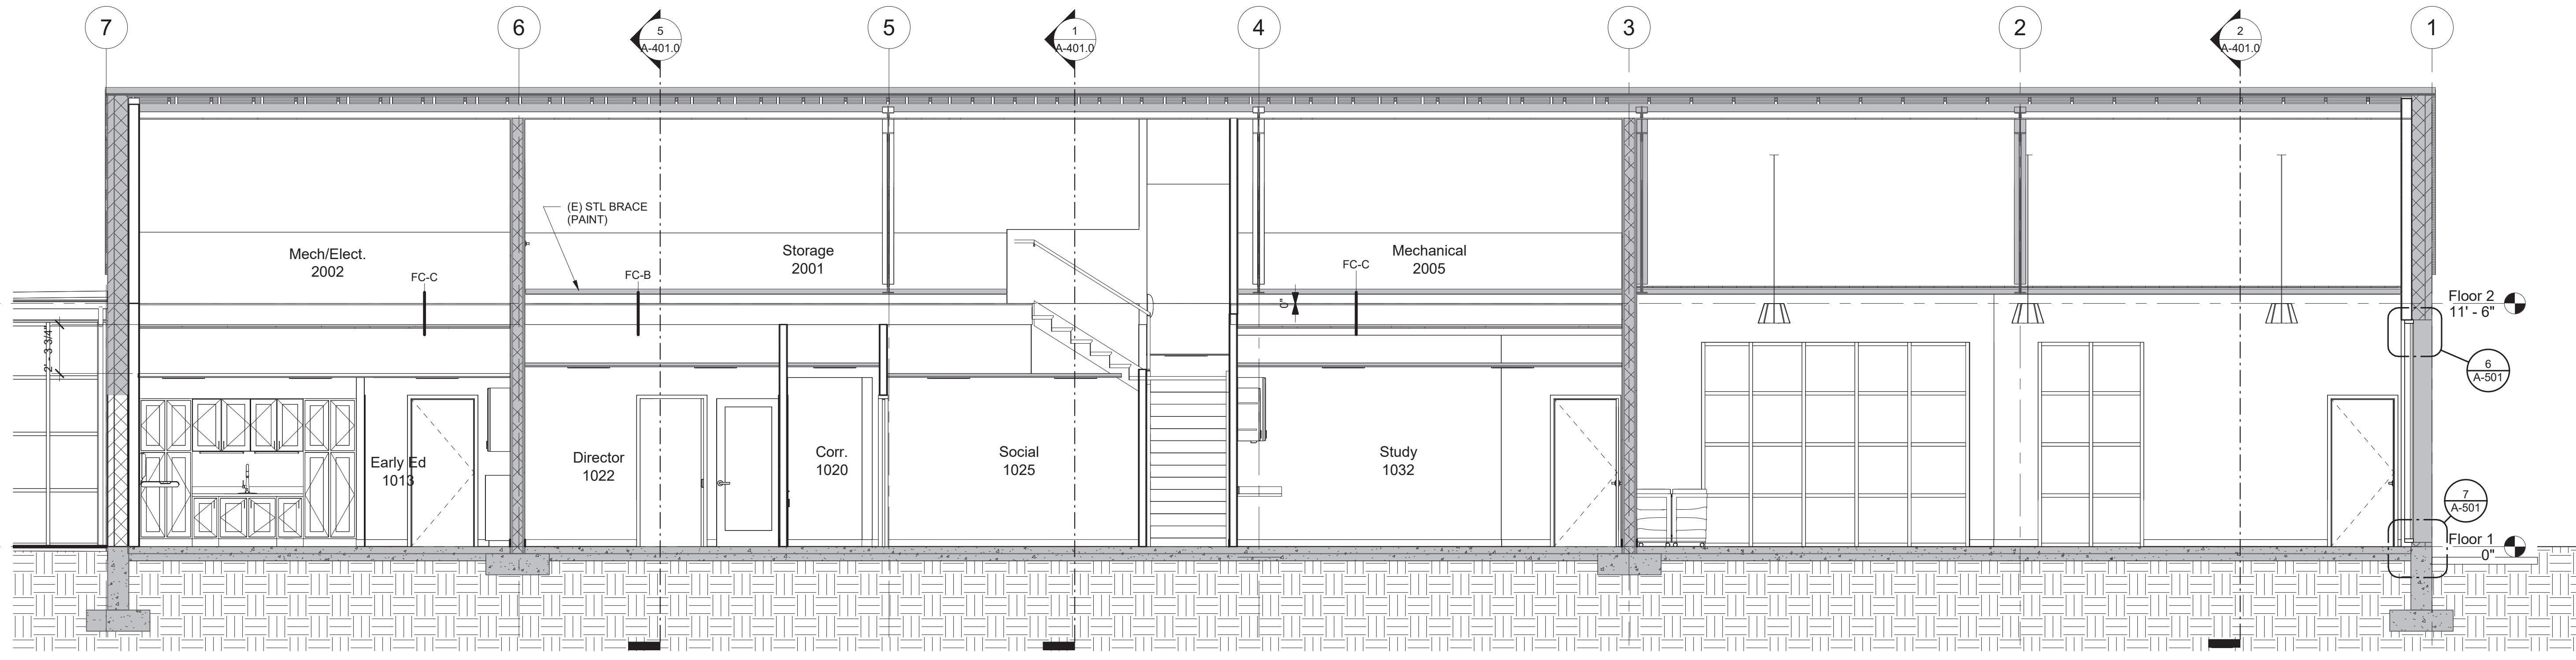 7
6
5
A-401.0
5
1
A-401.0
4
3
2
2
A-401.0
1
(E) STL BRACE
(PAINT)
Mech/Elect.
2002
FC-C
FC-B
Storage
2001
Mechanical
2005
FC-C
0"
Floor 2
11' - 6"
2' - 3 3/4"
6
A-501
Early Ed
1013
Director
1022
Corr.
1020
Social
1025
Study
1032
7
A-501
Floor 1
0"